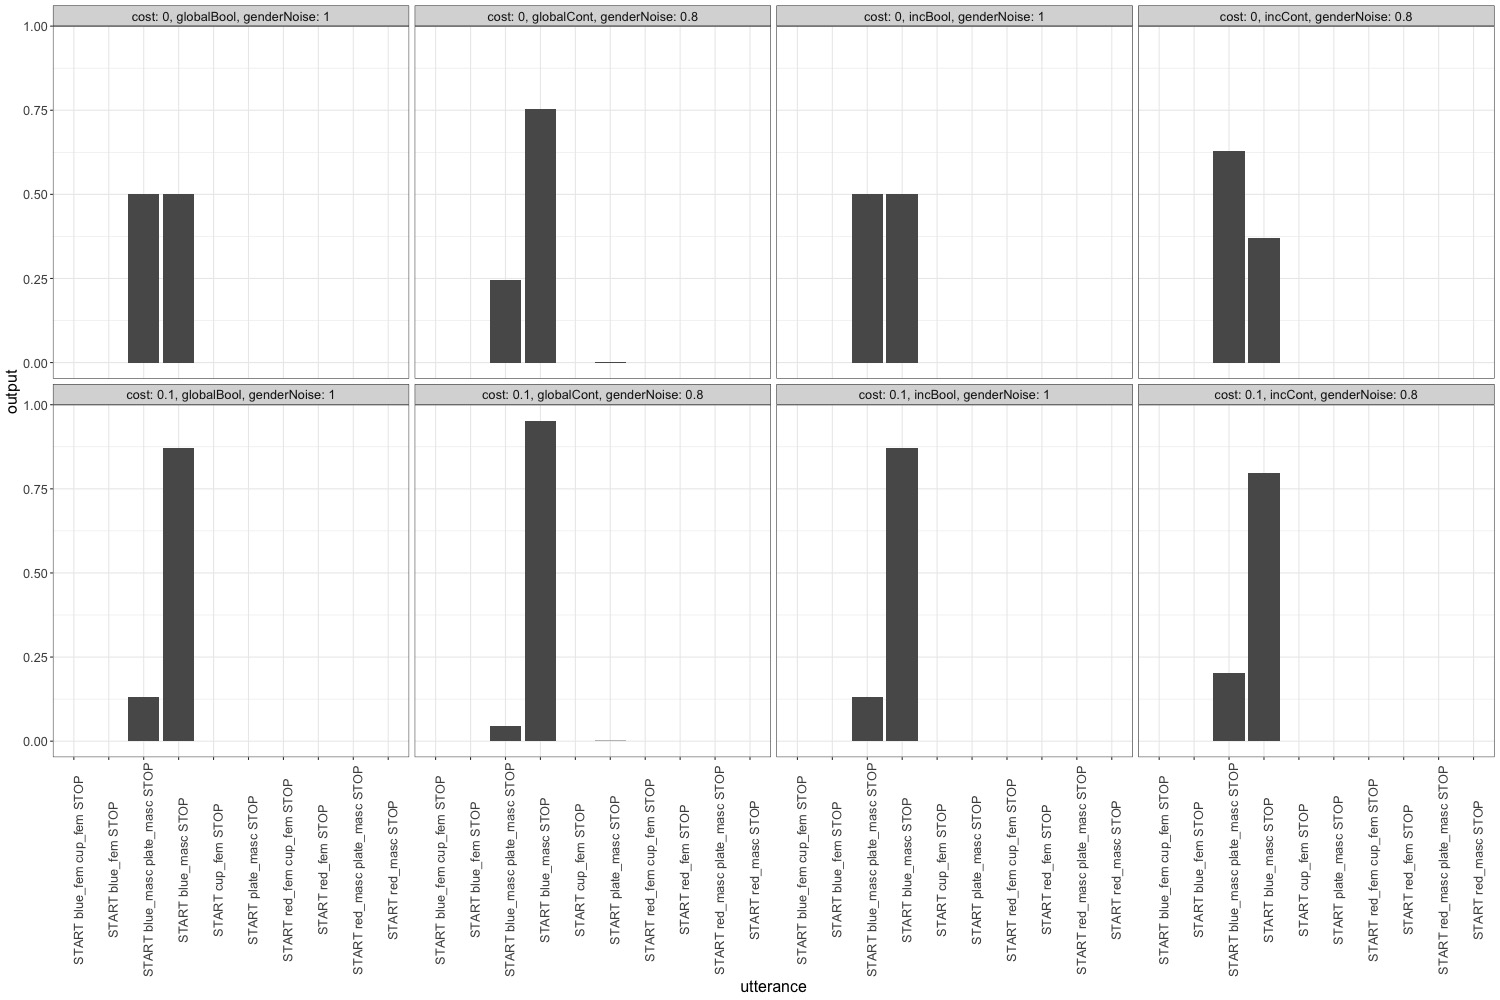 cost: 0, globalBool, genderNoise: 1
cost: 0, globalCont, genderNoise: 0.8
cost: 0, incBool, genderNoise: 1
cost: 0, incCont, genderNoise: 0.8
1.00
0.75
0.50
0.25
0.00
output
cost: 0.1, globalBool, genderNoise: 1
cost: 0.1, globalCont, genderNoise: 0.8
cost: 0.1, incBool, genderNoise: 1
cost: 0.1, incCont, genderNoise: 0.8
1.00
0.75
0.50
0.25
0.00
START blue_fem cup_fem STOP
START blue_fem STOP
START blue_masc plate_masc STOP
START blue_masc STOP
START cup_fem STOP
START plate_masc STOP
START red_fem cup_fem STOP
START red_fem STOP
START red_masc plate_masc STOP
START red_masc STOP
START blue_fem cup_fem STOP
START blue_fem STOP
START blue_masc plate_masc STOP
START blue_masc STOP
START cup_fem STOP
START plate_masc STOP
START red_fem cup_fem STOP
START red_fem STOP
START red_masc plate_masc STOP
START red_masc STOP
START blue_fem cup_fem STOP
START blue_fem STOP
START blue_masc plate_masc STOP
START blue_masc STOP
START cup_fem STOP
START plate_masc STOP
START red_fem cup_fem STOP
START red_fem STOP
START red_masc plate_masc STOP
START red_masc STOP
START blue_fem cup_fem STOP
START blue_fem STOP
START blue_masc plate_masc STOP
START blue_masc STOP
START cup_fem STOP
START plate_masc STOP
START red_fem cup_fem STOP
START red_fem STOP
START red_masc plate_masc STOP
START red_masc STOP
utterance